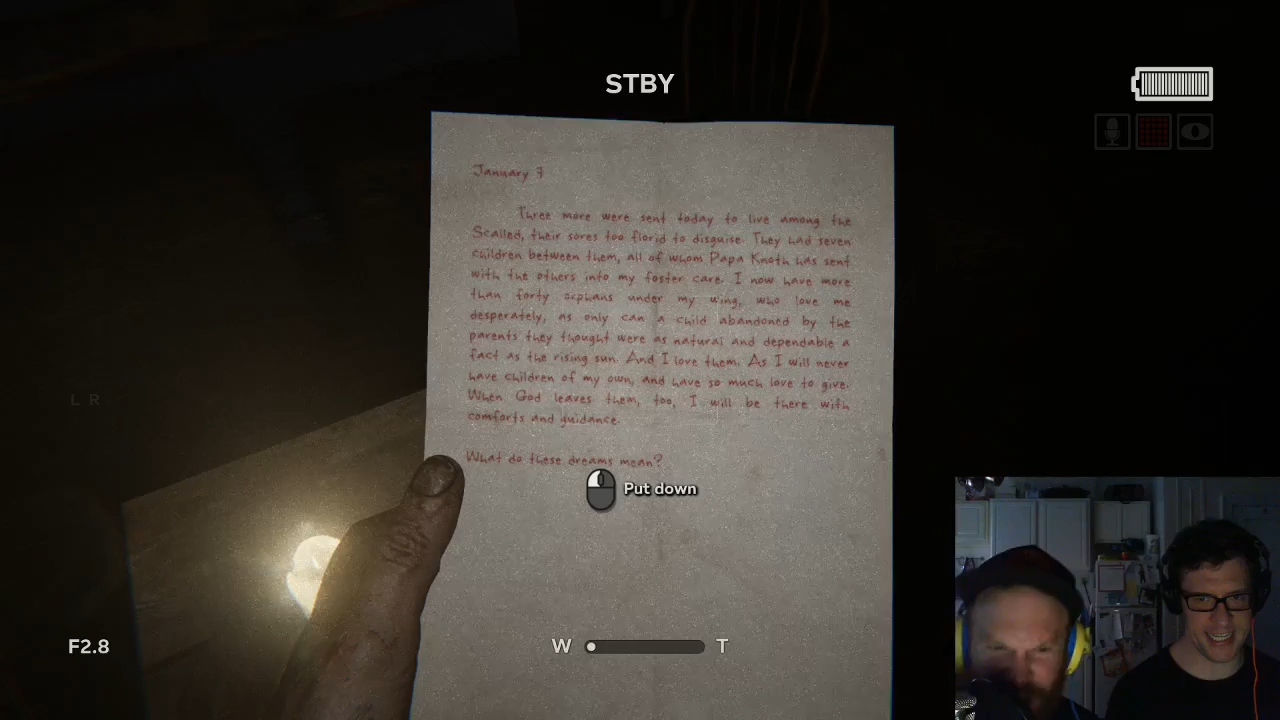 STBY
January 7
Three more were sent today to live among the
Scalled, their sores too florid to disguise. They had seven
children between them, all of whom Papa Knoth has sent
with the others into my foster care. I now have more
than forty orphans under my wing, who love me
desperately, as only can a child abandoned by the
parents they thought were as natural and dependable a
fact as the rising sun. And I love them. As I will never
have children of my own, and have so much love to give.
When God leaves them, too, I will be there with
comforts and guidance.
L R
What do these dreams mean?
Put down
F2.8
W T